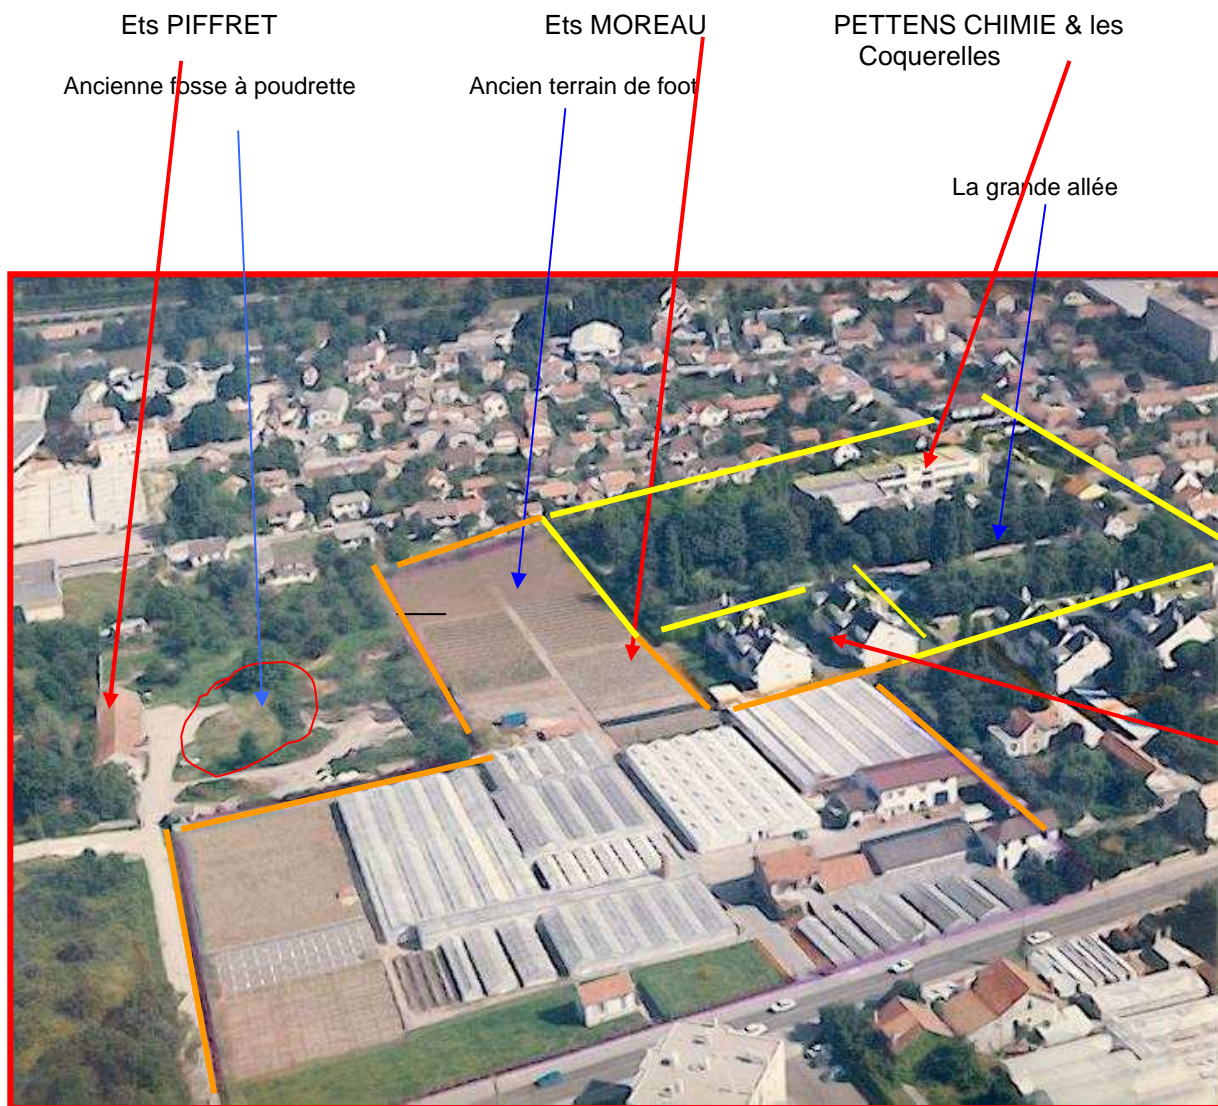 Ets PIFFRET
Ets MOREAU
PETTENS CHIMIE & les
Coquerelles
Ancienne fosse à poudrette
Ancien terrain de foot
La grande allée